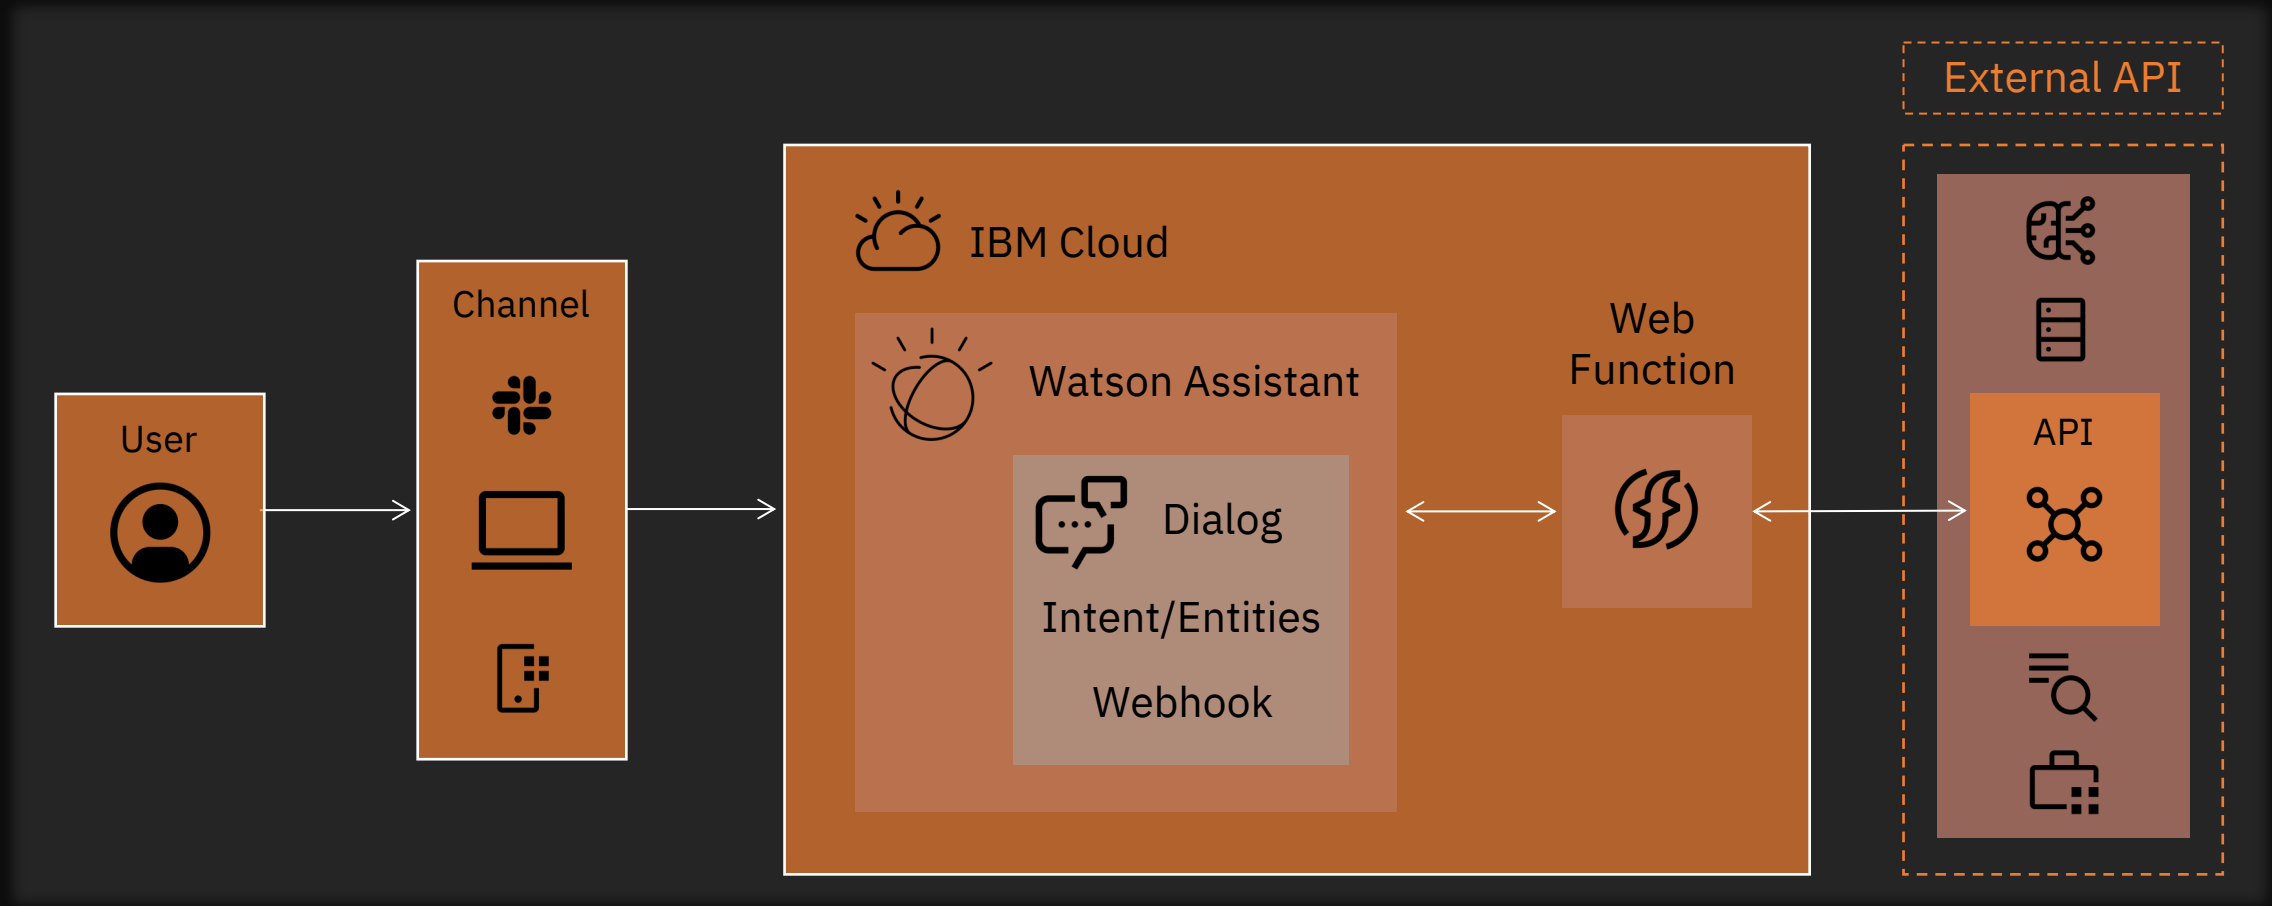 External API
User
Channel
IBM Cloud
Watson Assistant
Dialog
Intent/Entities
Webhook
Web
Function
API